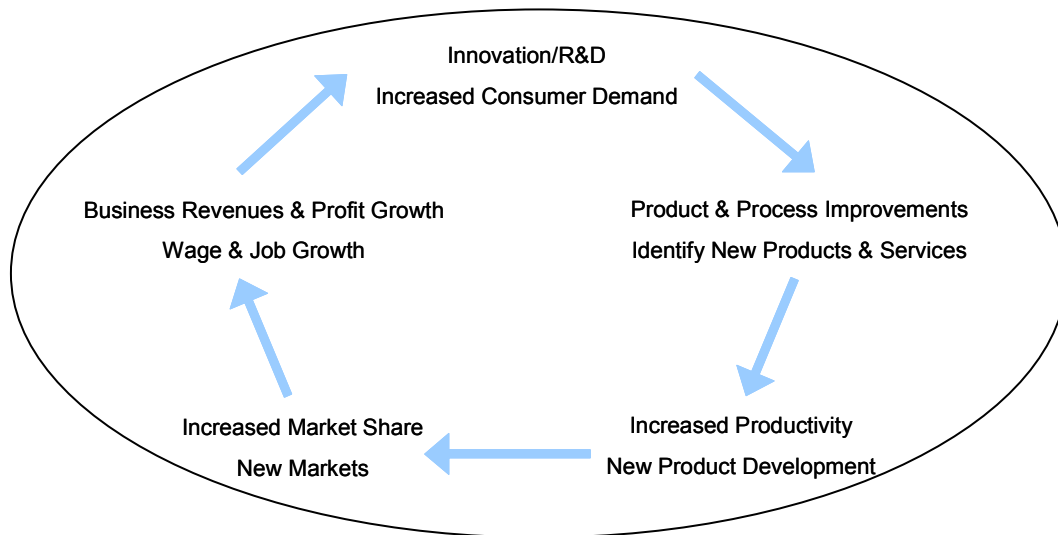 Innovation/R&D
Increased Consumer Demand
Business Revenues & Profit Growth
Wage & Job Growth
Product & Process Improvements
Identify New Products & Services
Increased Market Share
New Markets
Increased Productivity
New Product Development